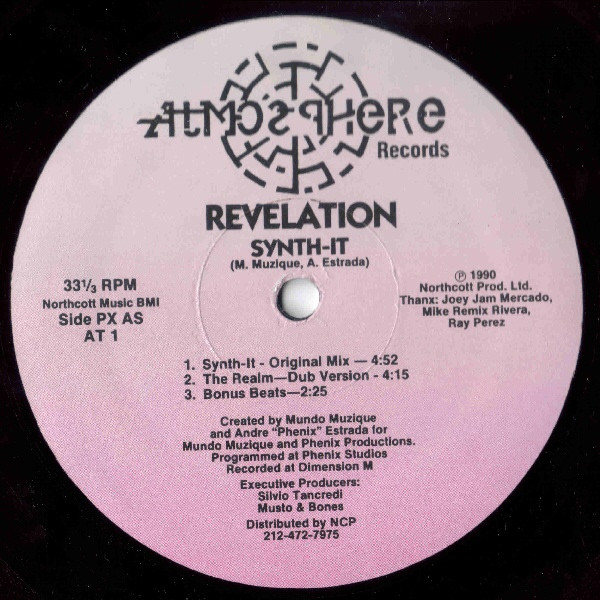 ATMOSPHERE
Records
REVELATION
SYNTH-IT
(M. Muzique, A. Estrada)
33⅓ RPM
Northcott Music BMI
Side PX AS
AT 1
℗ 1990
Northcott Prod. Ltd.
Thanx: Joey Jam Mercado,
Mike Remix Rivera,
Ray Perez
1. Synth-It - Original Mix — 4:52
2. The Realm—Dub Version - 4:15
3. Bonus Beats—2:25
Created by Mundo Muzique
and Andre "Phenix" Estrada for
Mundo Muzique and Phenix Productions.
Programmed at Phenix Studios
Recorded at Dimension M
Executive Producers:
Silvio Tancredi
Musto & Bones
Distributed by NCP
212-472-7975